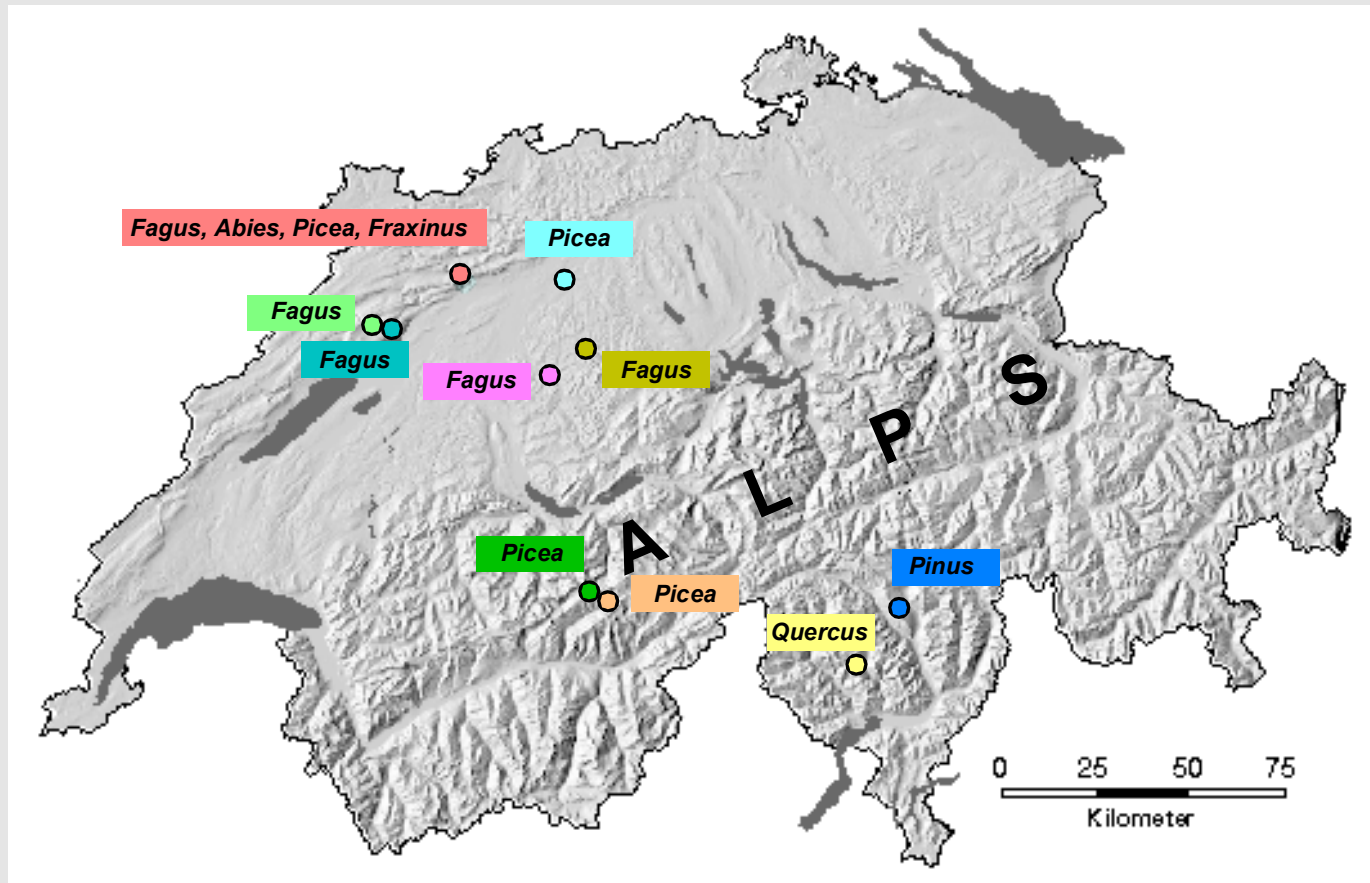 Fagus, Abies, Picea, Fraxinus
Picea
Fagus
Fagus
Fagus
Fagus
S
P
L
A
Picea
Picea
Pinus
Quercus
0 25 50 75
Kilometer